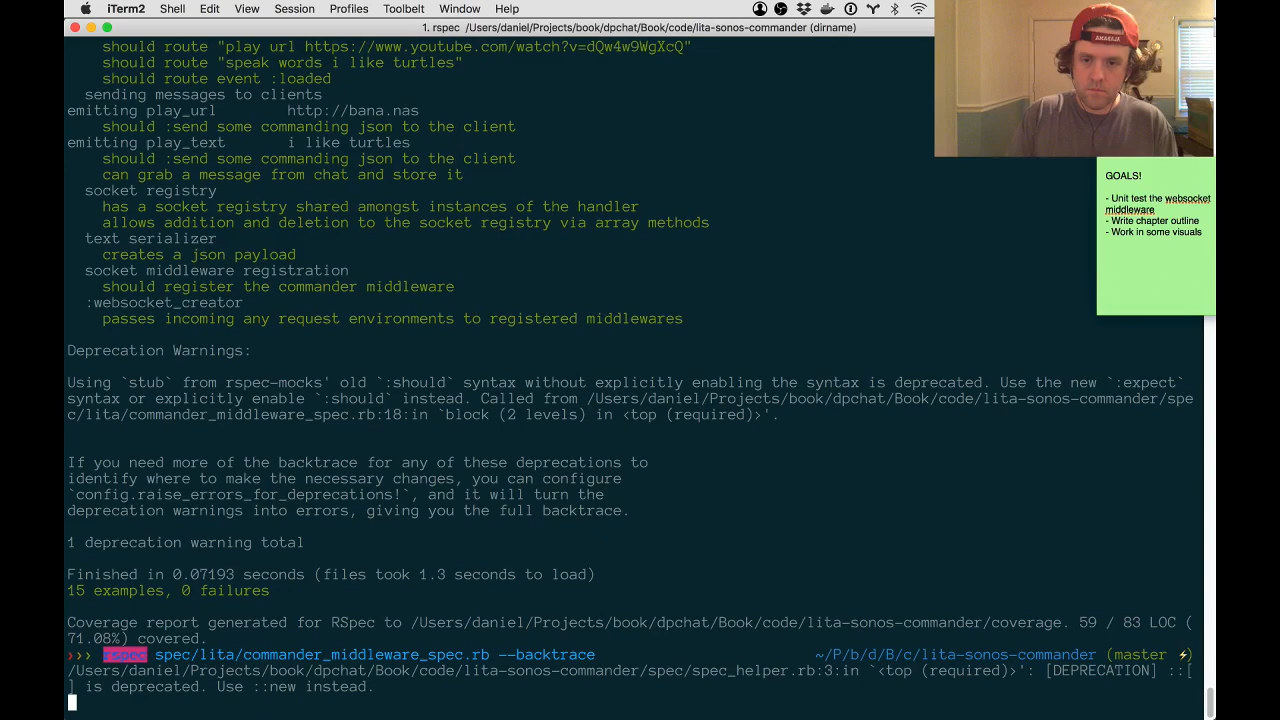 iTerm2 Shell Edit View Session Profiles Toolbelt Window Help
1. rspec /Users/daniel/Projects/book/dpchat/Book/code/lita-sonos-commander (dirname)
should route "play url https://www.youtube.com/watch?v=dQw4w9WgXcQ"
should route "speak words i like turtles"
should route event :loaded
sending messages to clients
emitting play_url http://bana.nas
should :send some commanding json to the client
emitting play_text i like turtles
should :send some commanding json to the client
can grab a message from chat and store it
socket registry
has a socket registry shared amongst instances of the handler
allows addition and deletion to the socket registry via array methods
text serializer
creates a json payload
socket middleware registration
should register the commander middleware
:websocket_creator
passes incoming any request environments to registered middlewares
Deprecation Warnings:
Using `stub` from rspec-mocks' old `:should` syntax without explicitly enabling the syntax is deprecated. Use the new `:expect`
syntax or explicitly enable `:should` instead. Called from /Users/daniel/Projects/book/dpchat/Book/code/lita-sonos-commander/spe
c/lita/commander_middleware_spec.rb:18:in `block (2 levels) in <top (required)>'.
If you need more of the backtrace for any of these deprecations to
identify where to make the necessary changes, you can configure
`config.raise_errors_for_deprecations!`, and it will turn the
deprecation warnings into errors, giving you the full backtrace.
1 deprecation warning total
Finished in 0.07193 seconds (files took 1.3 seconds to load)
15 examples, 0 failures
Coverage report generated for RSpec to /Users/daniel/Projects/book/dpchat/Book/code/lita-sonos-commander/coverage. 59 / 83 LOC (
71.08%) covered.
❯❯❯ rspec spec/lita/commander_middleware_spec.rb --backtrace ~/P/b/d/B/c/lita-sonos-commander (master ⚡)
/Users/daniel/Projects/book/dpchat/Book/code/lita-sonos-commander/spec/spec_helper.rb:3:in `<top (required)>': [DEPRECATION] ::[
] is deprecated. Use ::new instead.
GOALS!
- Unit test the websocket
middleware
- Write chapter outline
- Work in some visuals